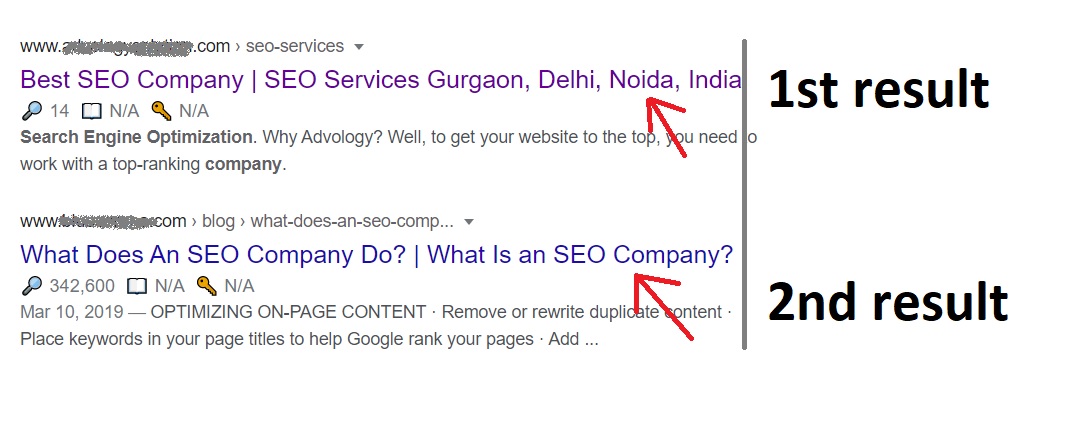 www. .com › seo-services
Best SEO Company | SEO Services Gurgaon, Delhi, Noida, India
14 N/A N/A
1st result
Search Engine Optimization. Why Advology? Well, to get your website to the top, you need to
work with a top-ranking company.
www. .com › blog › what-does-an-seo-comp...
What Does An SEO Company Do? | What Is an SEO Company?
342,600 N/A N/A
2nd result
Mar 10, 2019 — OPTIMIZING ON-PAGE CONTENT · Remove or rewrite duplicate content ·
Place keywords in your page titles to help Google rank your pages · Add ...